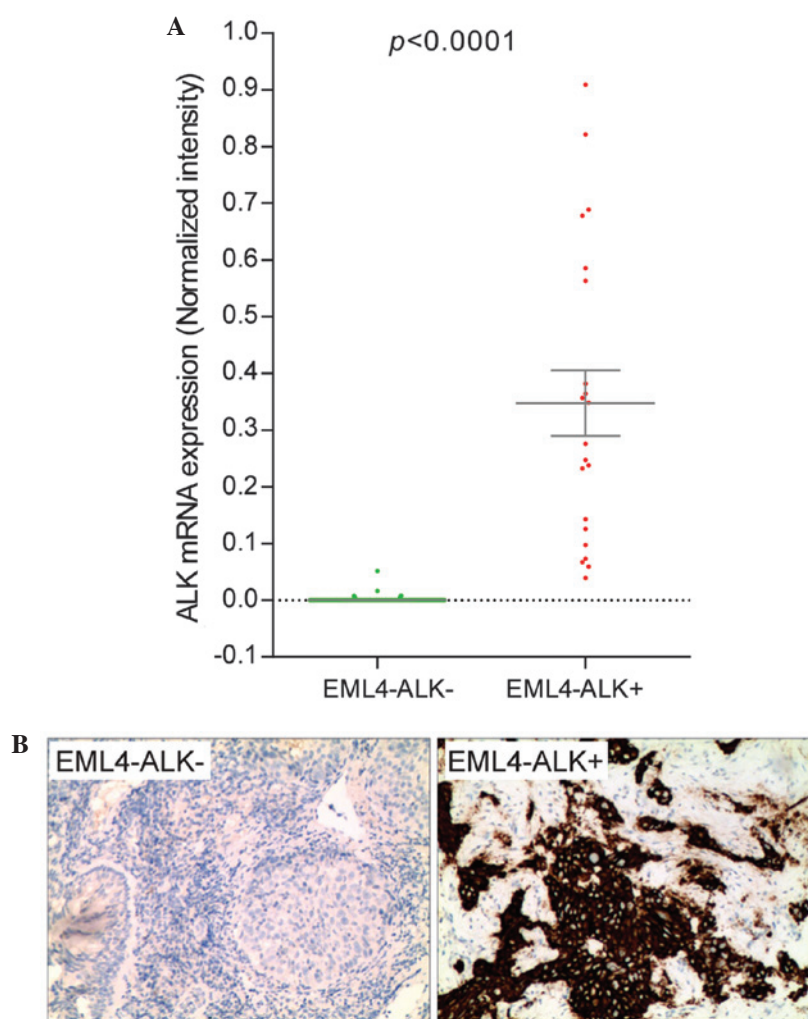 A
p<0.0001
ALK mRNA expression (Normalized intensity)
1.0
0.9
0.8
0.7
0.6
0.5
0.4
0.3
0.2
0.1
0.0
-0.1
EML4-ALK-
EML4-ALK+
B
EML4-ALK-
EML4-ALK+